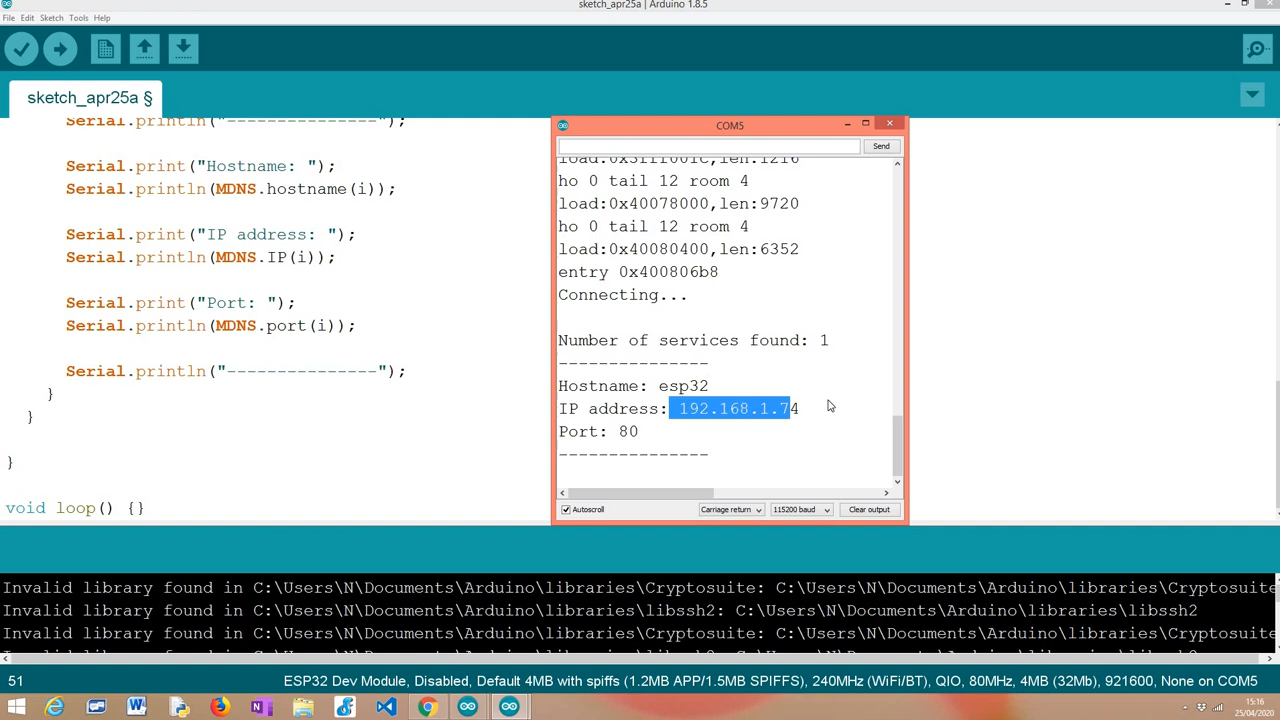 sketch_apr25a | Arduino 1.8.5
File Edit Sketch Tools Help
sketch_apr25a §
Serial.println("---------------");
Serial.print("Hostname: ");
Serial.println(MDNS.hostname(i));
Serial.print("IP address: ");
Serial.println(MDNS.IP(i));
Serial.print("Port: ");
Serial.println(MDNS.port(i));
Serial.println("---------------");
}
}
}
void loop() {}
COM5
Send
load:0x3fff001c,len:1216
ho 0 tail 12 room 4
load:0x40078000,len:9720
ho 0 tail 12 room 4
load:0x40080400,len:6352
entry 0x400806b8
Connecting...
Number of services found: 1
---------------
Hostname: esp32
IP address: 192.168.1.74
Port: 80
---------------
Autoscroll
Carriage return
115200 baud
Clear output
Invalid library found in C:\Users\N\Documents\Arduino\libraries\Cryptosuite: C:\Users\N\Documents\Arduino\libraries\Cryptosuite
Invalid library found in C:\Users\N\Documents\Arduino\libraries\libssh2: C:\Users\N\Documents\Arduino\libraries\libssh2
Invalid library found in C:\Users\N\Documents\Arduino\libraries\Cryptosuite: C:\Users\N\Documents\Arduino\libraries\Cryptosuite
51
ESP32 Dev Module, Disabled, Default 4MB with spiffs (1.2MB APP/1.5MB SPIFFS), 240MHz (WiFi/BT), QIO, 80MHz, 4MB (32Mb), 921600, None on COM5
15:16
25/04/2020